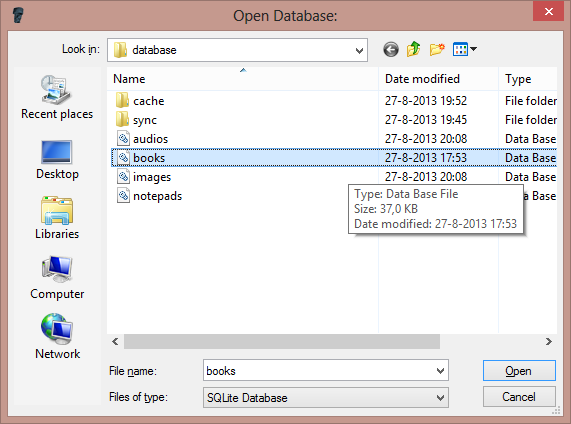 Open Database:
Look in: database
Name Date modified Type
cache 27-8-2013 19:52 File folder
sync 27-8-2013 19:45 File folder
audios 27-8-2013 20:08 Data Base
books 27-8-2013 17:53 Data Base
images 27-8-2013 20:08 Data Base
notepads Data Base
Type: Data Base File
Size: 37,0 KB
Date modified: 27-8-2013 17:53
Recent places
Desktop
Libraries
Computer
Network
File name: books Open
Files of type: SQLite Database Cancel